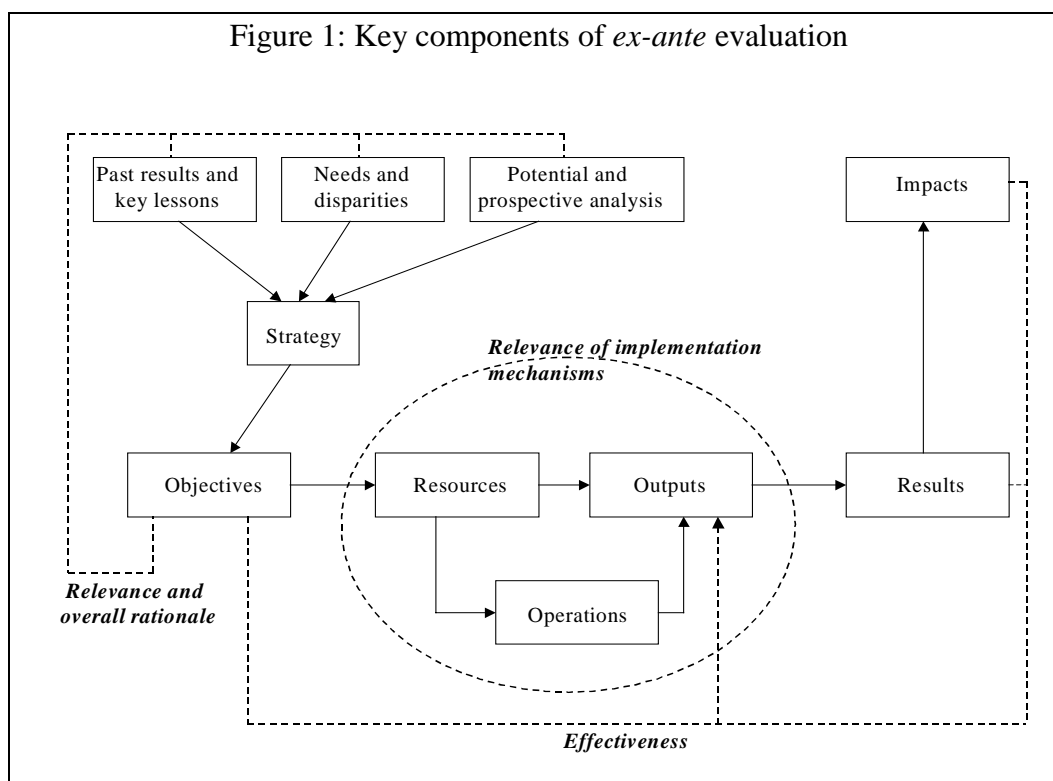 Figure 1: Key components of ex-ante evaluation
Past results and
key lessons
Needs and
disparities
Potential and
prospective analysis
Impacts
Strategy
Relevance of implementation
mechanisms
Objectives
Resources
Outputs
Results
Operations
Relevance and
overall rationale
Effectiveness